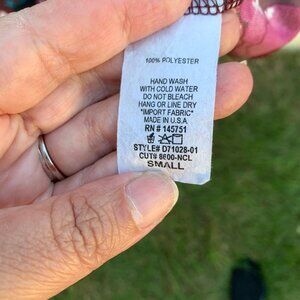 100% POLYESTER
HAND WASH
WITH COLD WATER
DO NOT BLEACH
HANG OR LINE DRY
"IMPORT FABRIC"
MADE IN U.S.A
RN # 145751
STYLE# D71028-01
CUT# 8600-NCL
SMALL